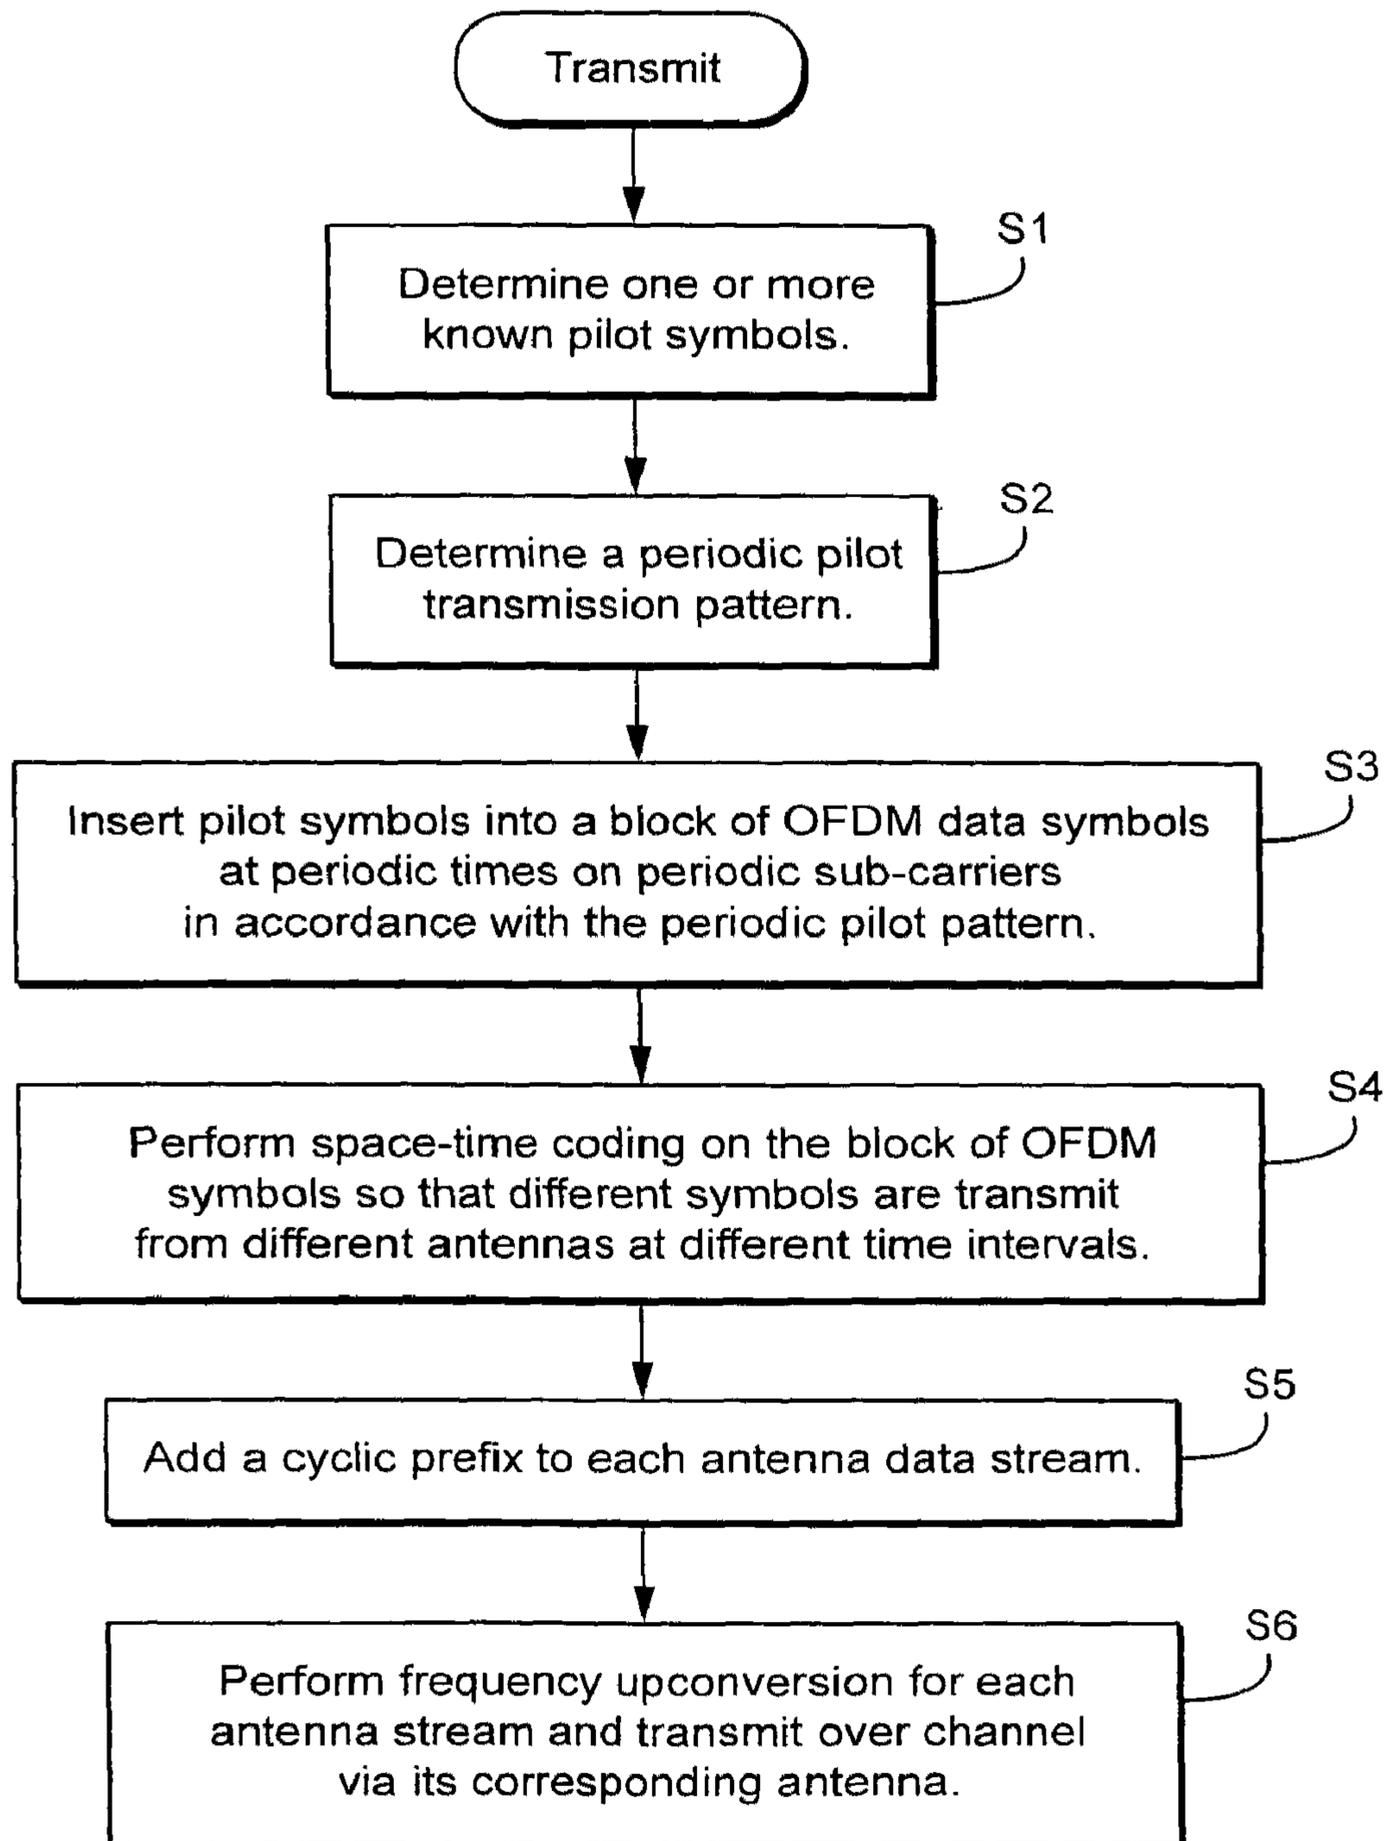 Transmit
S1
Determine one or more
known pilot symbols.
S2
Determine a periodic pilot
transmission pattern.
S3
Insert pilot symbols into a block of OFDM data symbols
at periodic times on periodic sub-carriers
in accordance with the periodic pilot pattern.
S4
Perform space-time coding on the block of OFDM
symbols so that different symbols are transmit
from different antennas at different time intervals.
S5
Add a cyclic prefix to each antenna data stream.
S6
Perform frequency upconversion for each
antenna stream and transmit over channel
via its corresponding antenna.